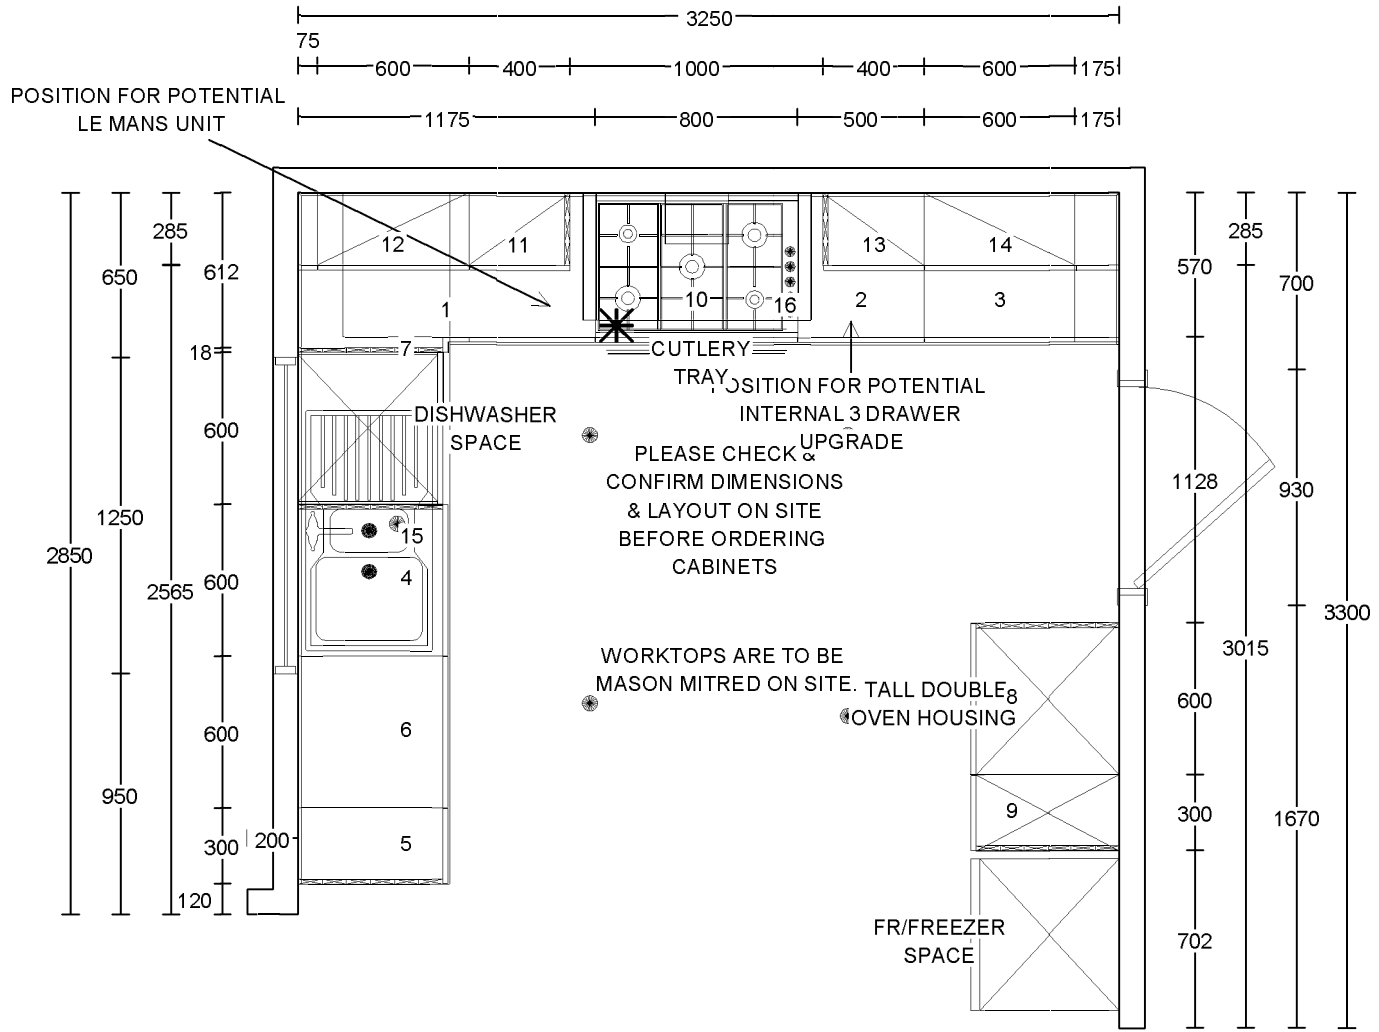 3250
75
600 400 1000 400 600 175
1175 800 500 600 175
POSITION FOR POTENTIAL
LE MANS UNIT
285
650
612
18
600
1250
2850
2565
600
600
950
300
200
120
12
11
13
14
1
10
16
2
3
7
CUTLERY
TRAY
OSITION FOR POTENTIAL
INTERNAL 3 DRAWER
UPGRADE
DISHWASHER
SPACE
PLEASE CHECK &
CONFIRM DIMENSIONS
& LAYOUT ON SITE
BEFORE ORDERING
CABINETS
15
4
WORKTOPS ARE TO BE
MASON MITRED ON SITE.
TALL DOUBLE
OVEN HOUSING
8
6
9
5
FR/FREEZER
SPACE
285
570
700
1128
930
3300
3015
600
300
1670
702